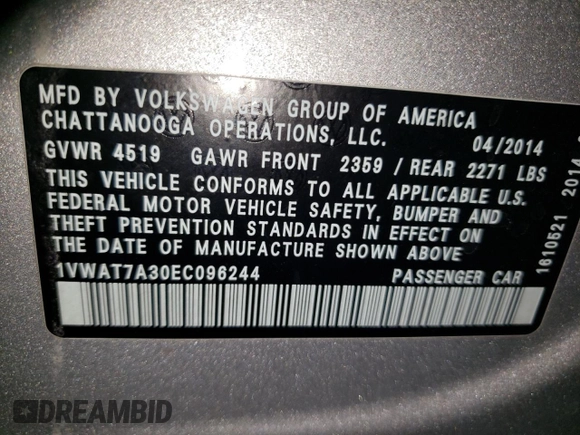 MFD BY VOLKSWAGEN GROUP OF AMERICA
CHATTANOOGA OPERATIONS, LLC. 04/2014
GVWR 4519 GAWR FRONT 2359 / REAR 2271 LBS
THIS VEHICLE CONFORMS TO ALL APPLICABLE U.S.
FEDERAL MOTOR VEHICLE SAFETY, BUMPER AND
THEFT PREVENTION STANDARDS IN EFFECT ON
THE DATE OF MANUFACTURE SHOWN ABOVE
1VWAT7A30EC096244 PASSENGER CAR
1610521 2014
DREAMBID